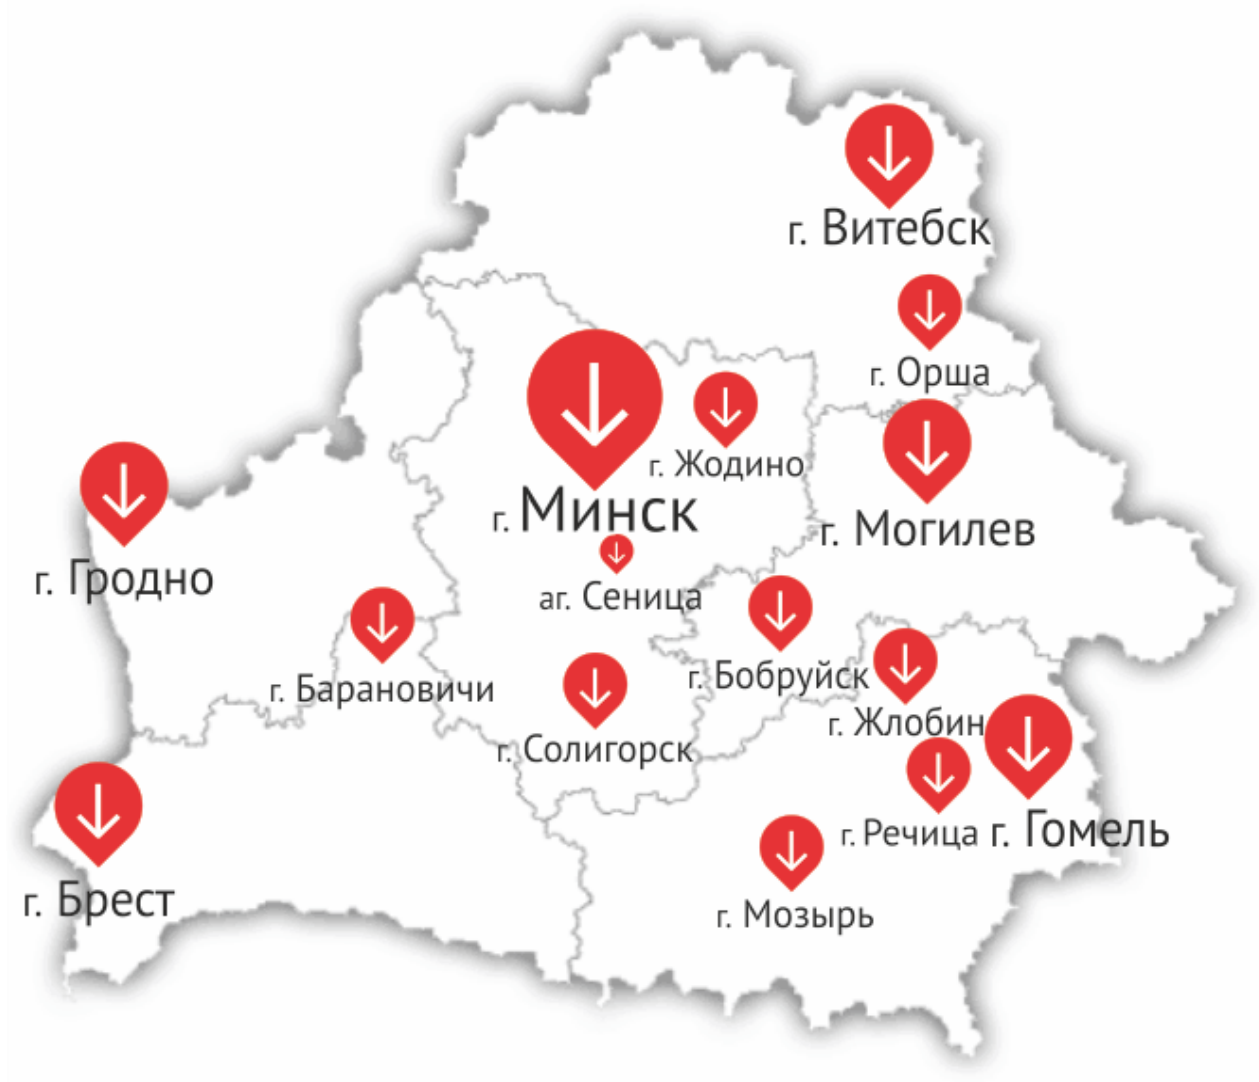 г. Витебск
г. Орша
г. Жодино
г. Минск
г. Могилев
г. Гродно
аг. Сеница
г. Бобруйск
г. Барановичи
г. Жлобин
г. Солигорск
г. Речица
г. Гомель
г. Брест
г. Мозырь